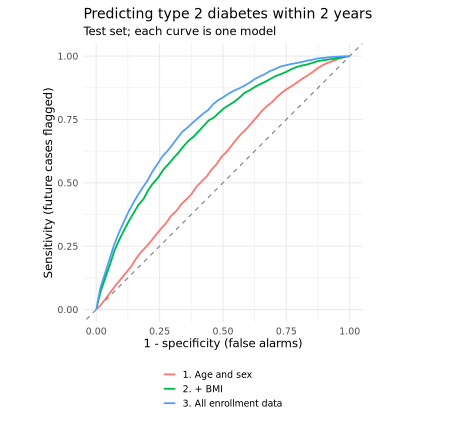 Predicting type 2 diabetes within 2 years
Test set; each curve is one model
Sensitivity (future cases flagged)
1.00
0.75
0.50
0.25
0.00
0.00 0.25 0.50 0.75 1.00
1 - specificity (false alarms)
1. Age and sex
2. + BMI
3. All enrollment data